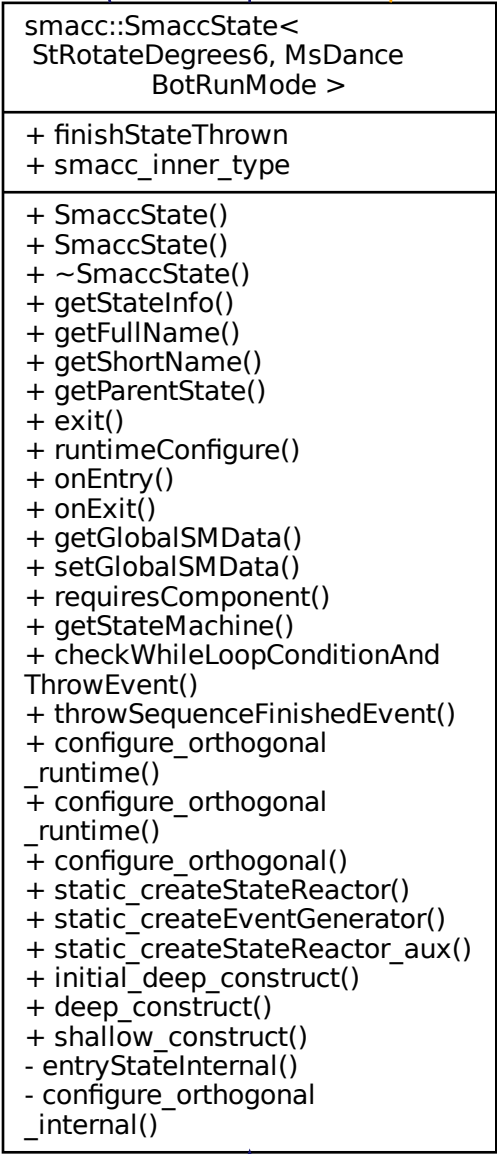 smacc::SmaccState<
StRotateDegrees6, MsDance
BotRunMode >
+ finishStateThrown
+ smacc_inner_type
+ SmaccState()
+ SmaccState()
+ ~SmaccState()
+ getStateInfo()
+ getFullName()
+ getShortName()
+ getParentState()
+ exit()
+ runtimeConfigure()
+ onEntry()
+ onExit()
+ getGlobalSMData()
+ setGlobalSMData()
+ requiresComponent()
+ getStateMachine()
+ checkWhileLoopConditionAnd
ThrowEvent()
+ throwSequenceFinishedEvent()
+ configure_orthogonal
_runtime()
+ configure_orthogonal
_runtime()
+ configure_orthogonal()
+ static_createStateReactor()
+ static_createEventGenerator()
+ static_createStateReactor_aux()
+ initial_deep_construct()
+ deep_construct()
+ shallow_construct()
- entryStateInternal()
- configure_orthogonal
_internal()